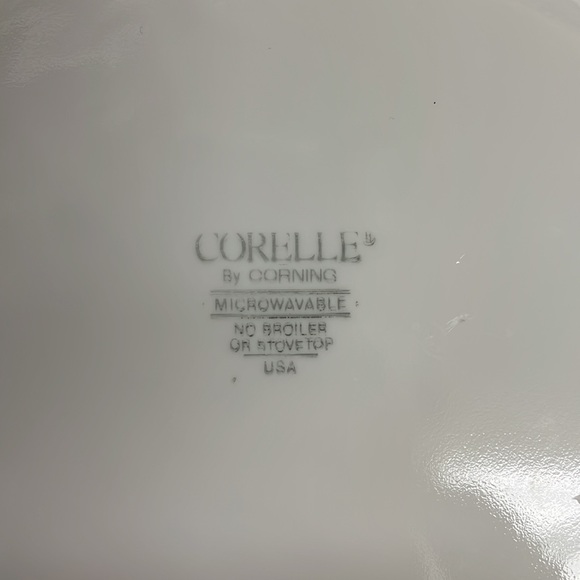 CORELLE®
By CORNING
MICROWAVABLE
NO BROILER
OR STOVETOP
USA